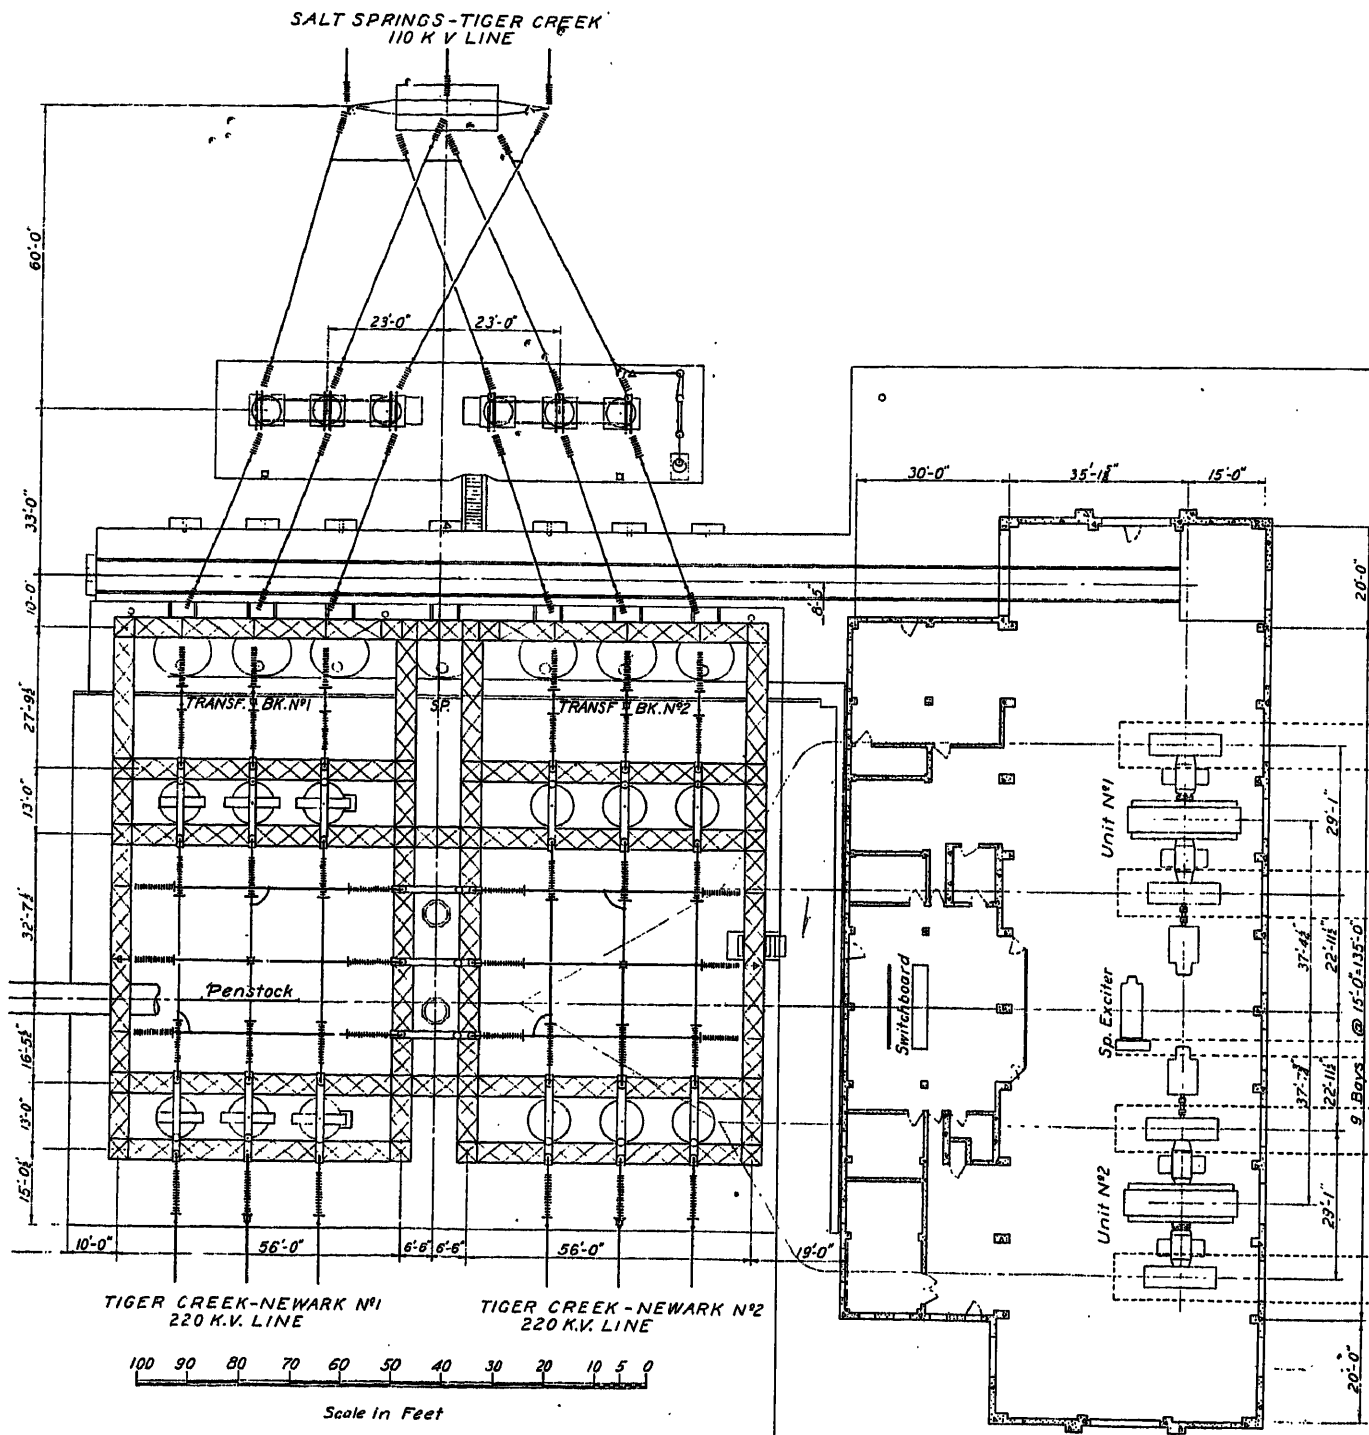 SALT SPRINGS-TIGER CREEK
110 K V LINE
60'-0"
23'-0"
23'-0"
33'-0"
30'-0"
35'-1⅝"
15'-0"
10'-0"
8'-5"
20'-0"
27'-9½"
TRANSF. BK. Nº1
SP.
TRANSF. BK. Nº2
13'-0"
Unit Nº1
29'-1"
32'-7½"
37'-4½"
22'-11½"
Penstock
Switchboard
Sp. Exciter
16'-5½"
37'-7½"
22'-11½"
9 Bays @ 15'-0=135'-0"
13'-0"
15'-0½"
Unit Nº2
29'-1"
10'-0"
56'-0"
6'-6"
6'-6"
56'-0"
19'-0"
TIGER CREEK-NEWARK Nº1
220 K.V. LINE
TIGER CREEK-NEWARK Nº2
220 K.V. LINE
20'-0"
100 90 80 70 60 50 40 30 20 10 5 0
Scale in Feet